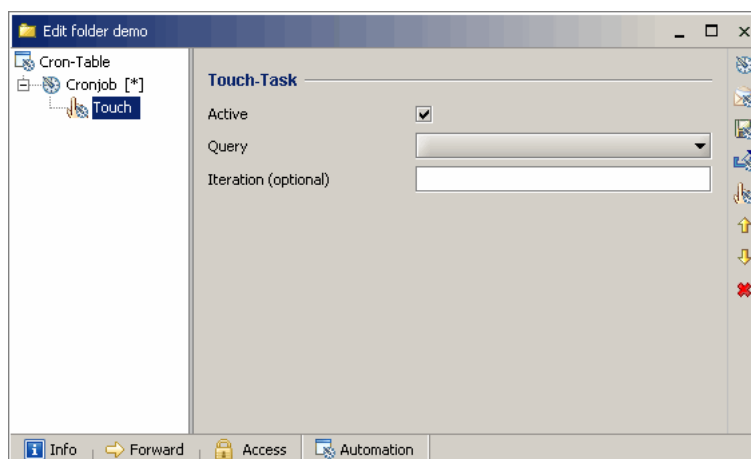 Edit folder demo
Cron-Table
Cronjob [*]
Touch
Touch-Task
Active
Query
Iteration (optional)
Info
Forward
Access
Automation